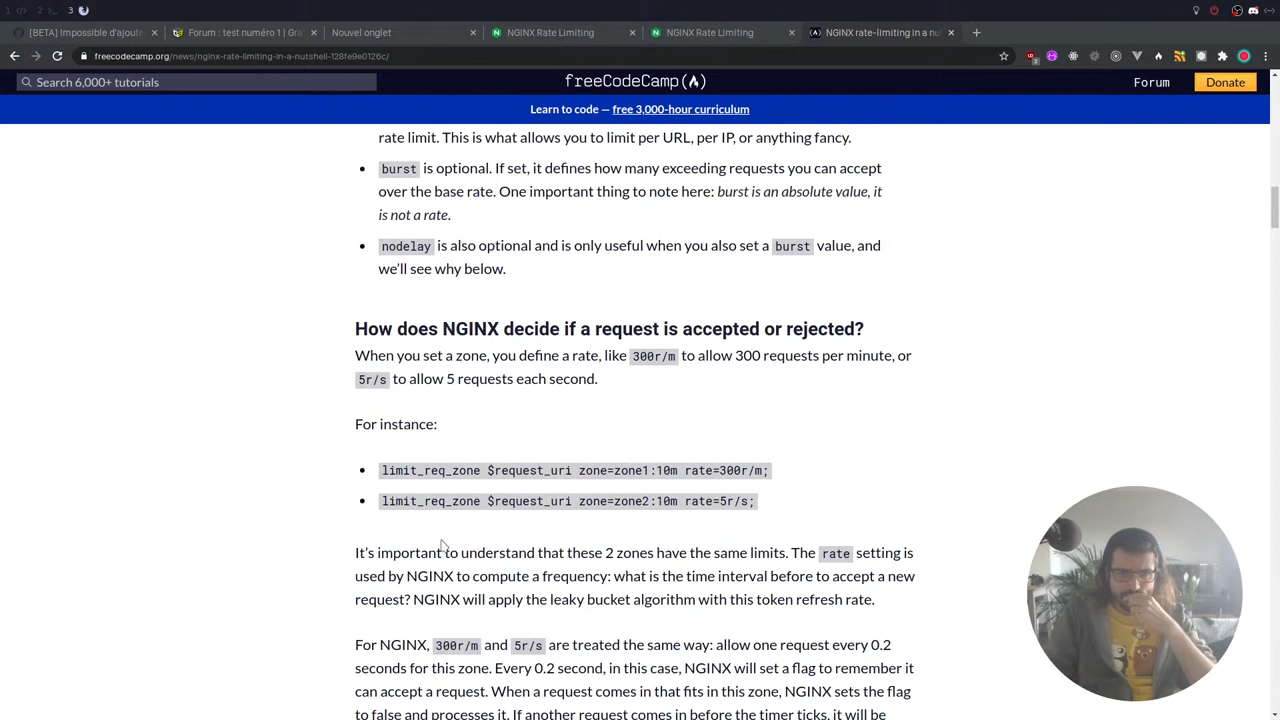 1 </> 2 >_ 3
[BETA] Impossible d'ajoute
Forum : test numéro 1 | Gra
Nouvel onglet
NGINX Rate Limiting
NGINX Rate Limiting
NGINX rate-limiting in a nu
freecodecamp.org/news/nginx-rate-limiting-in-a-nutshell-128fe9e0126c/
Search 6,000+ tutorials
freeCodeCamp
Forum
Donate
Learn to code — free 3,000-hour curriculum
rate limit. This is what allows you to limit per URL, per IP, or anything fancy.
burst is optional. If set, it defines how many exceeding requests you can accept
over the base rate. One important thing to note here: burst is an absolute value, it
is not a rate.
nodelay is also optional and is only useful when you also set a burst value, and
we'll see why below.
How does NGINX decide if a request is accepted or rejected?
When you set a zone, you define a rate, like 300r/m to allow 300 requests per minute, or
5r/s to allow 5 requests each second.
For instance:
limit_req_zone $request_uri zone=zone1:10m rate=300r/m;
limit_req_zone $request_uri zone=zone2:10m rate=5r/s;
It's important to understand that these 2 zones have the same limits. The rate setting is
used by NGINX to compute a frequency: what is the time interval before to accept a new
request? NGINX will apply the leaky bucket algorithm with this token refresh rate.
For NGINX, 300r/m and 5r/s are treated the same way: allow one request every 0.2
seconds for this zone. Every 0.2 second, in this case, NGINX will set a flag to remember it
can accept a request. When a request comes in that fits in this zone, NGINX sets the flag
to false and processes it. If another request comes in before the timer ticks, it will be